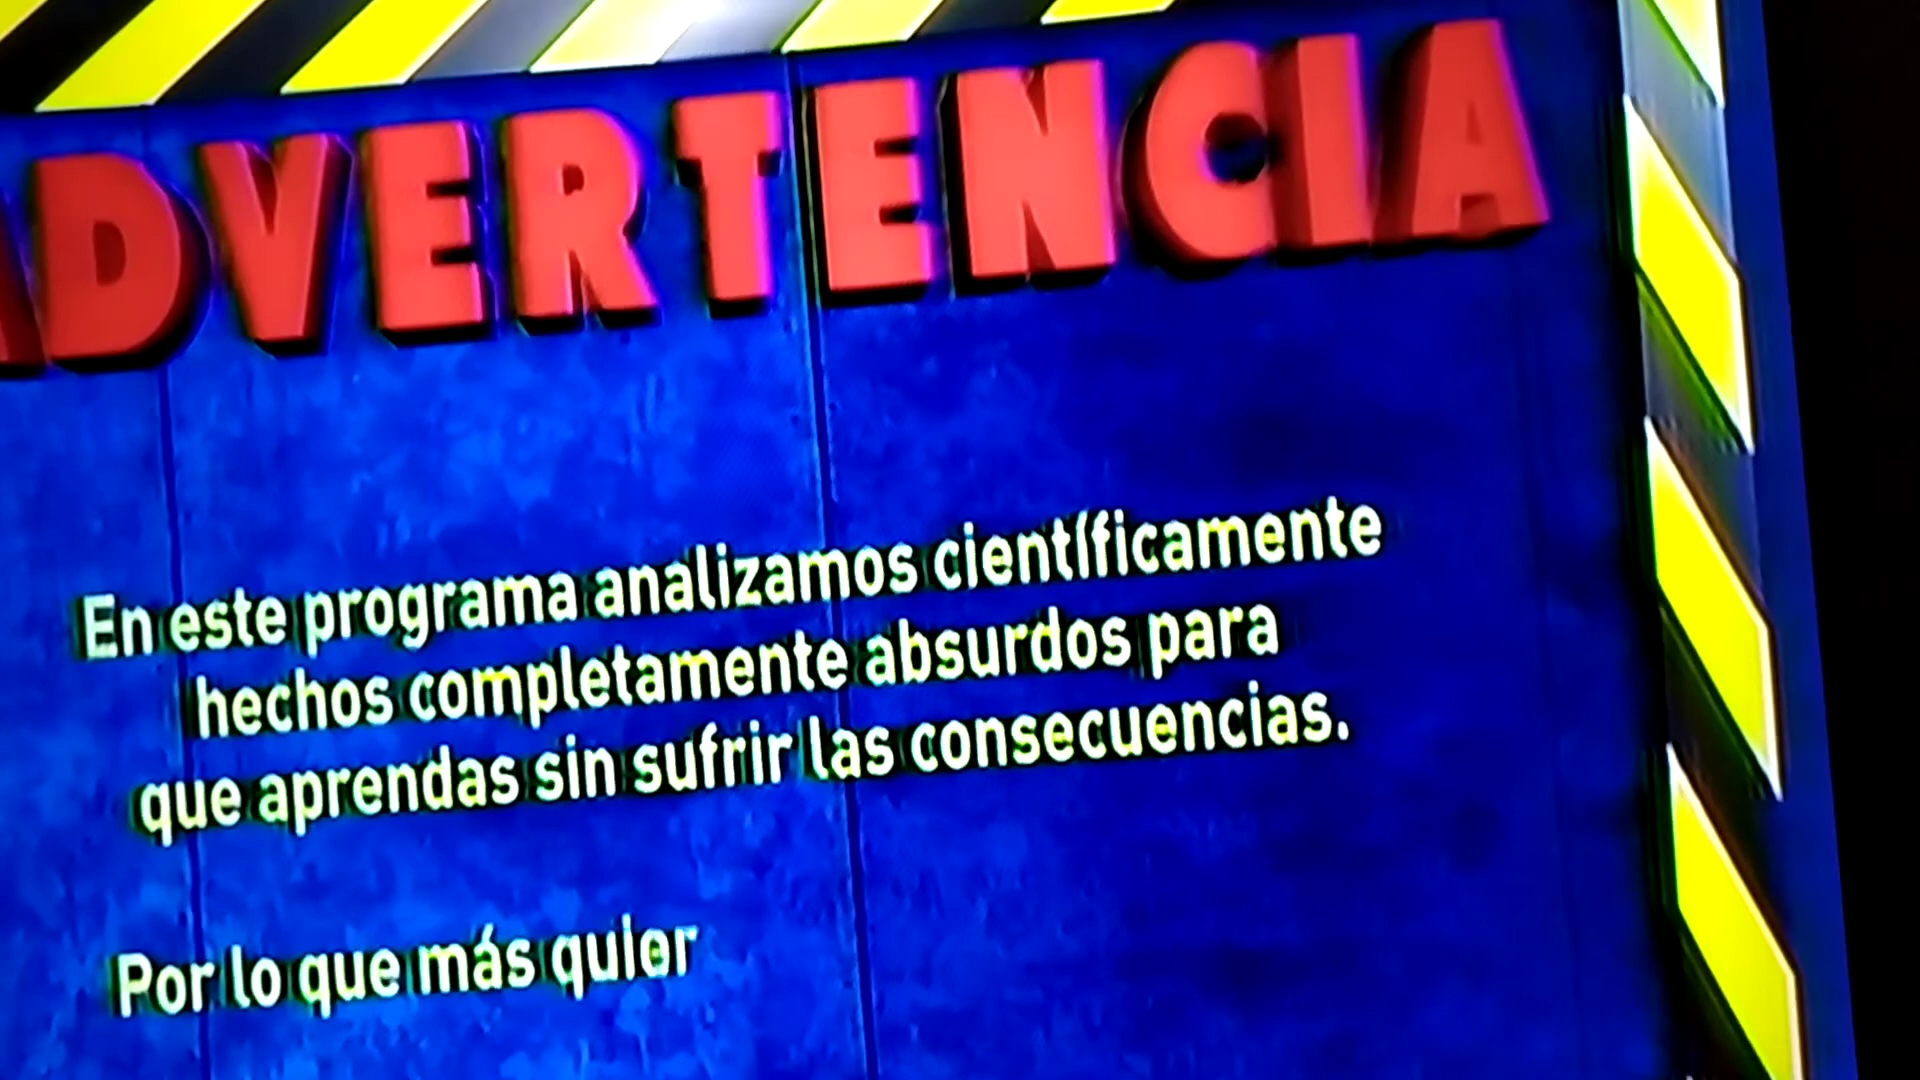 ADVERTENCIA
En este programa analizamos científicamente
hechos completamente absurdos para
que aprendas sin sufrir las consecuencias.
Por lo que más quier